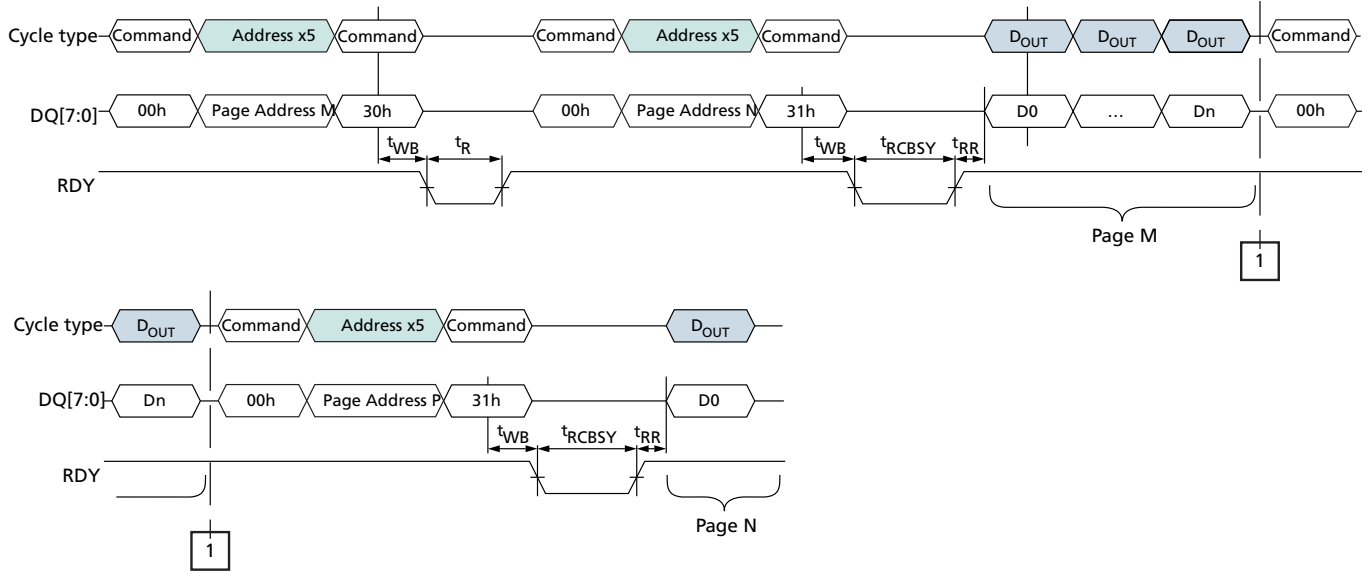 Cycle type Command Address x5 Command Command Address x5 Command DOUT DOUT DOUT Command
DQ[7:0] 00h Page Address M 30h 00h Page Address N 31h D0 … Dn 00h
tWB tR tWB tRCBSY tRR
RDY
Page M
1
Cycle type DOUT Command Address x5 Command DOUT
DQ[7:0] Dn 00h Page Address P 31h D0
tWB tRCBSY tRR
RDY
Page N
1